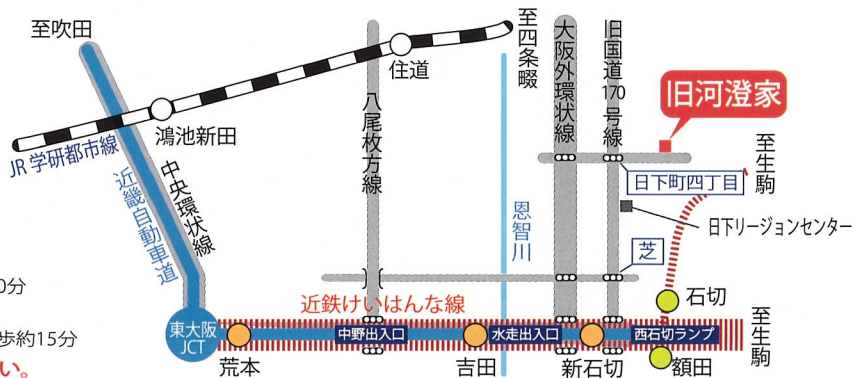 至吹田
住道
至四条畷
大阪外環状線
旧国道170号線
旧河澄家
鴻池新田
JR学研都市線
近畿自動車道
中央環状線
八尾枚方線
恩智川
至生駒
日下町四丁目
日下リージョンセンター
芝
0分
近鉄けいはんな線
石切
歩約15分
東大阪
JCT
中野出入口
水走出入口
西石切ランプ
至生駒
い。
荒本
吉田
新石切
額田